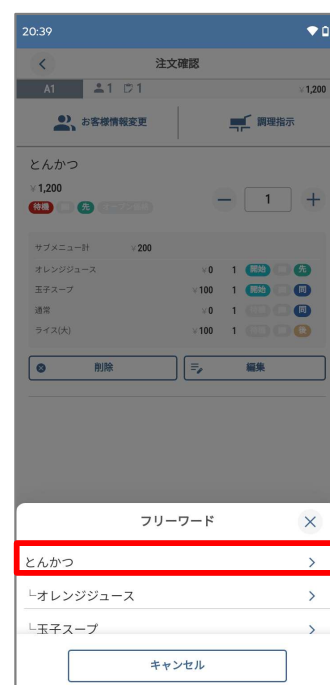 20:39
注文確認
A1 1 1 ¥1,200
お客様情報変更 調理指示
とんかつ
¥1,200
待機 先
1
サブメニュー計 ¥200
オレンジジュース ¥0 1 開始 先
玉子スープ ¥100 1 開始 同
通常 ¥0 1 同
ライス(大) ¥100 1 後
削除 編集
フリーワード
とんかつ
└オレンジジュース
└玉子スープ
キャンセル